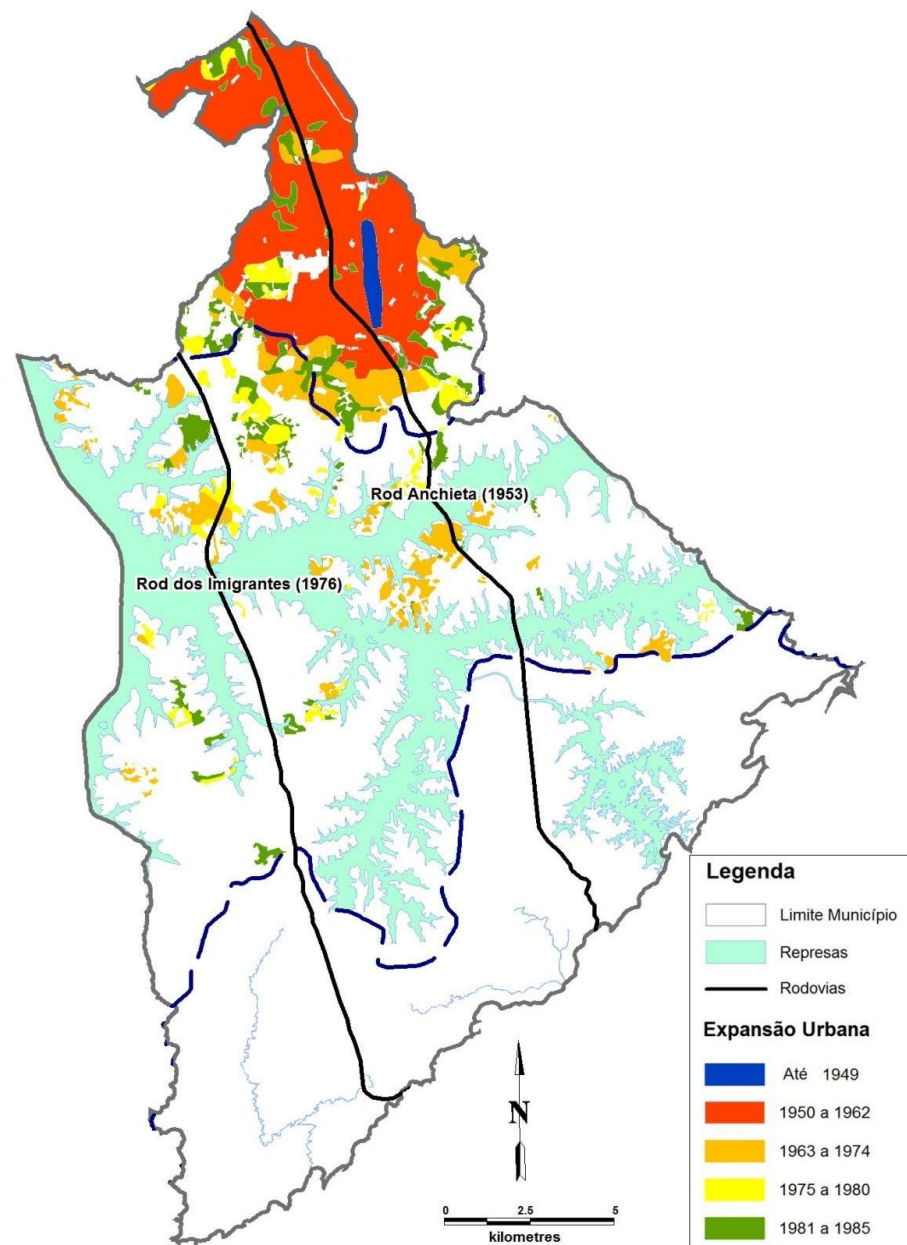 Rod Anchieta (1953)
Rod dos Imigrantes (1976)
Legenda
Limite Município
Represas
Rodovias
Expansão Urbana
Até 1949
1950 a 1962
1963 a 1974
1975 a 1980
1981 a 1985
N
0 2.5 5
kilometres